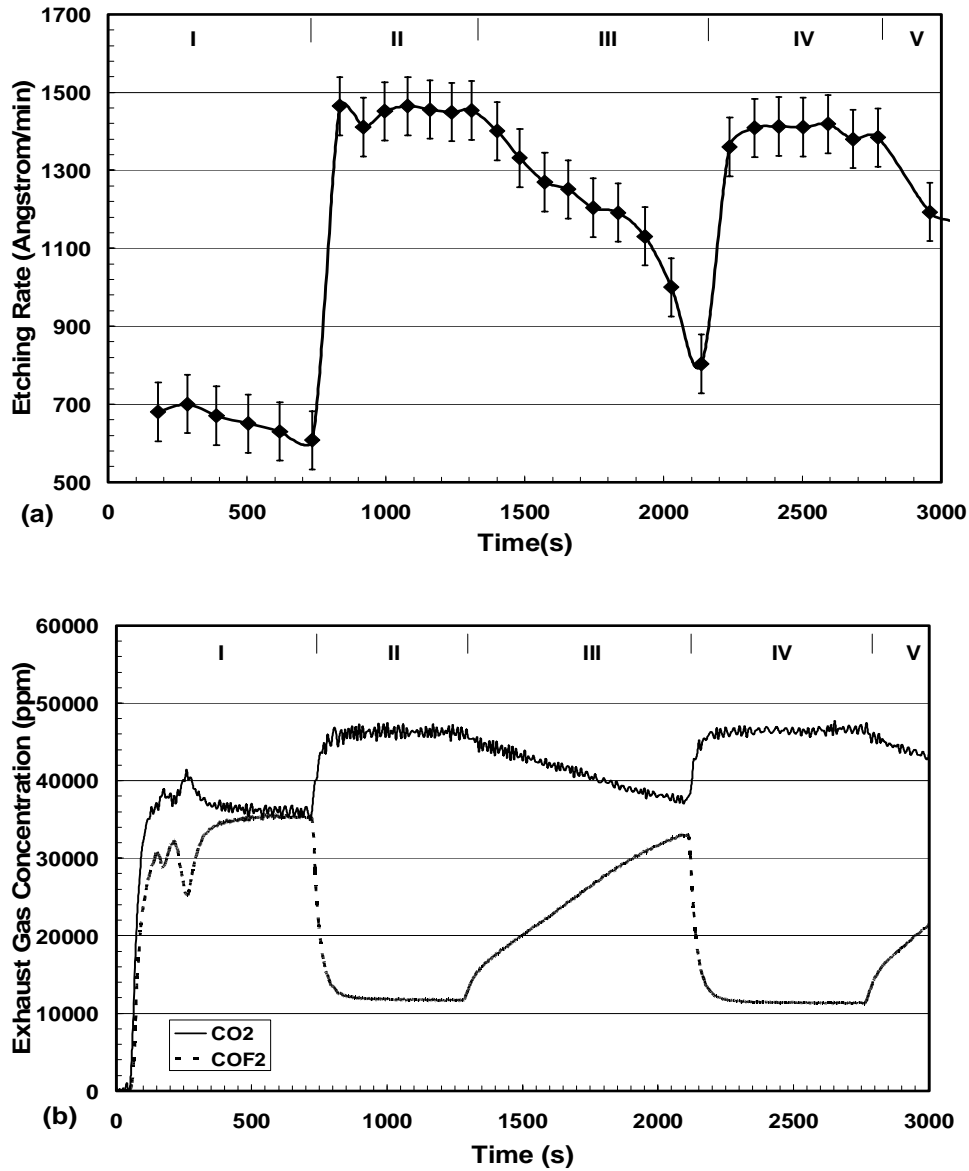 1700
I II III IV V
1500
1300
1100
900
700
500
Etching Rate (Angstrom/min)
(a)
0 500 1000 1500 2000 2500 3000
Time(s)
60000
I II III IV V
50000
40000
30000
20000
10000
0
Exhaust Gas Concentration (ppm)
CO2
COF2
(b)
0 500 1000 1500 2000 2500 3000
Time (s)